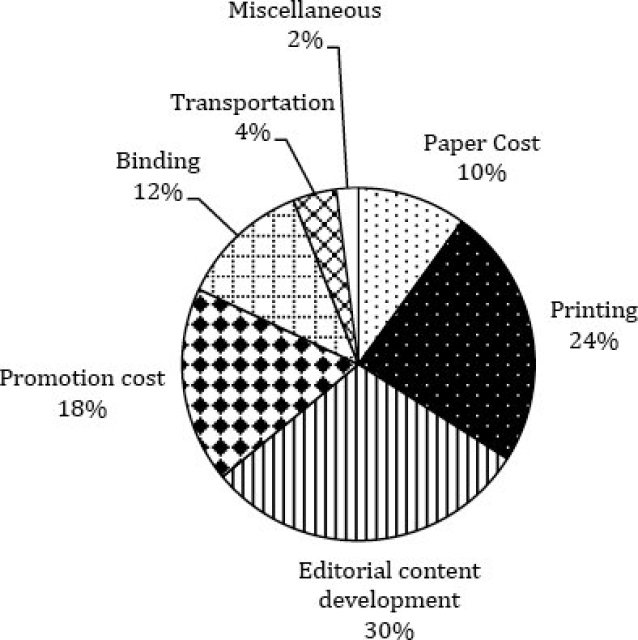 Miscellaneous
2%
Transportation
4%
Binding
12%
Paper Cost
10%
Printing
24%
Promotion cost
18%
Editorial content
development
30%